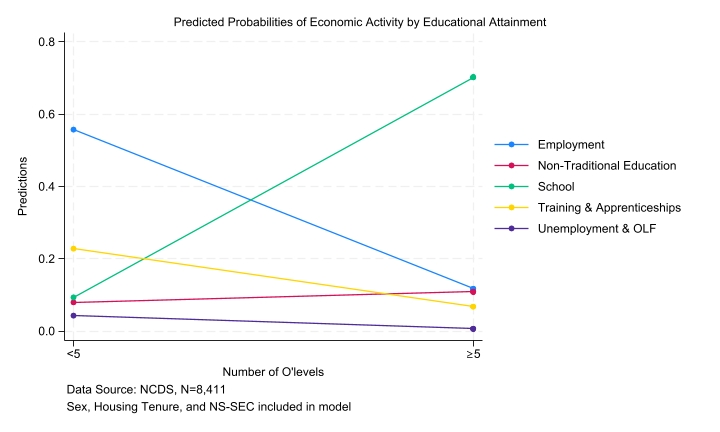 Predicted Probabilities of Economic Activity by Educational Attainment
0.8
0.6
0.4
0.2
0.0
Predictions
<5
≥5
Number of O'levels
Employment
Non-Traditional Education
School
Training & Apprenticeships
Unemployment & OLF
Data Source: NCDS, N=8,411
Sex, Housing Tenure, and NS-SEC included in model